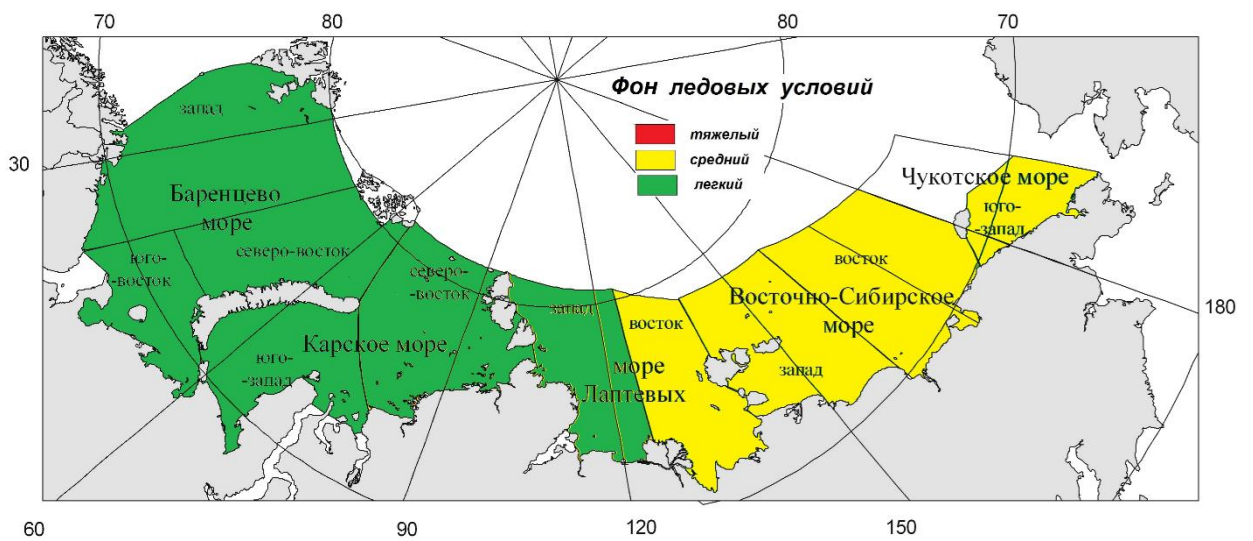 70
80
80
70
Фон ледовых условий
тяжелый
средний
легкий
запад
30
Баренцево
море
юго-
-восток
северо-восток
северо-
-восток
Карское море
юго-
-запад
запад
восток
море
Лаптевых
Восточно-Сибирское
море
восток
запад
Чукотское море
юго-
-запад
180
60
90
120
150